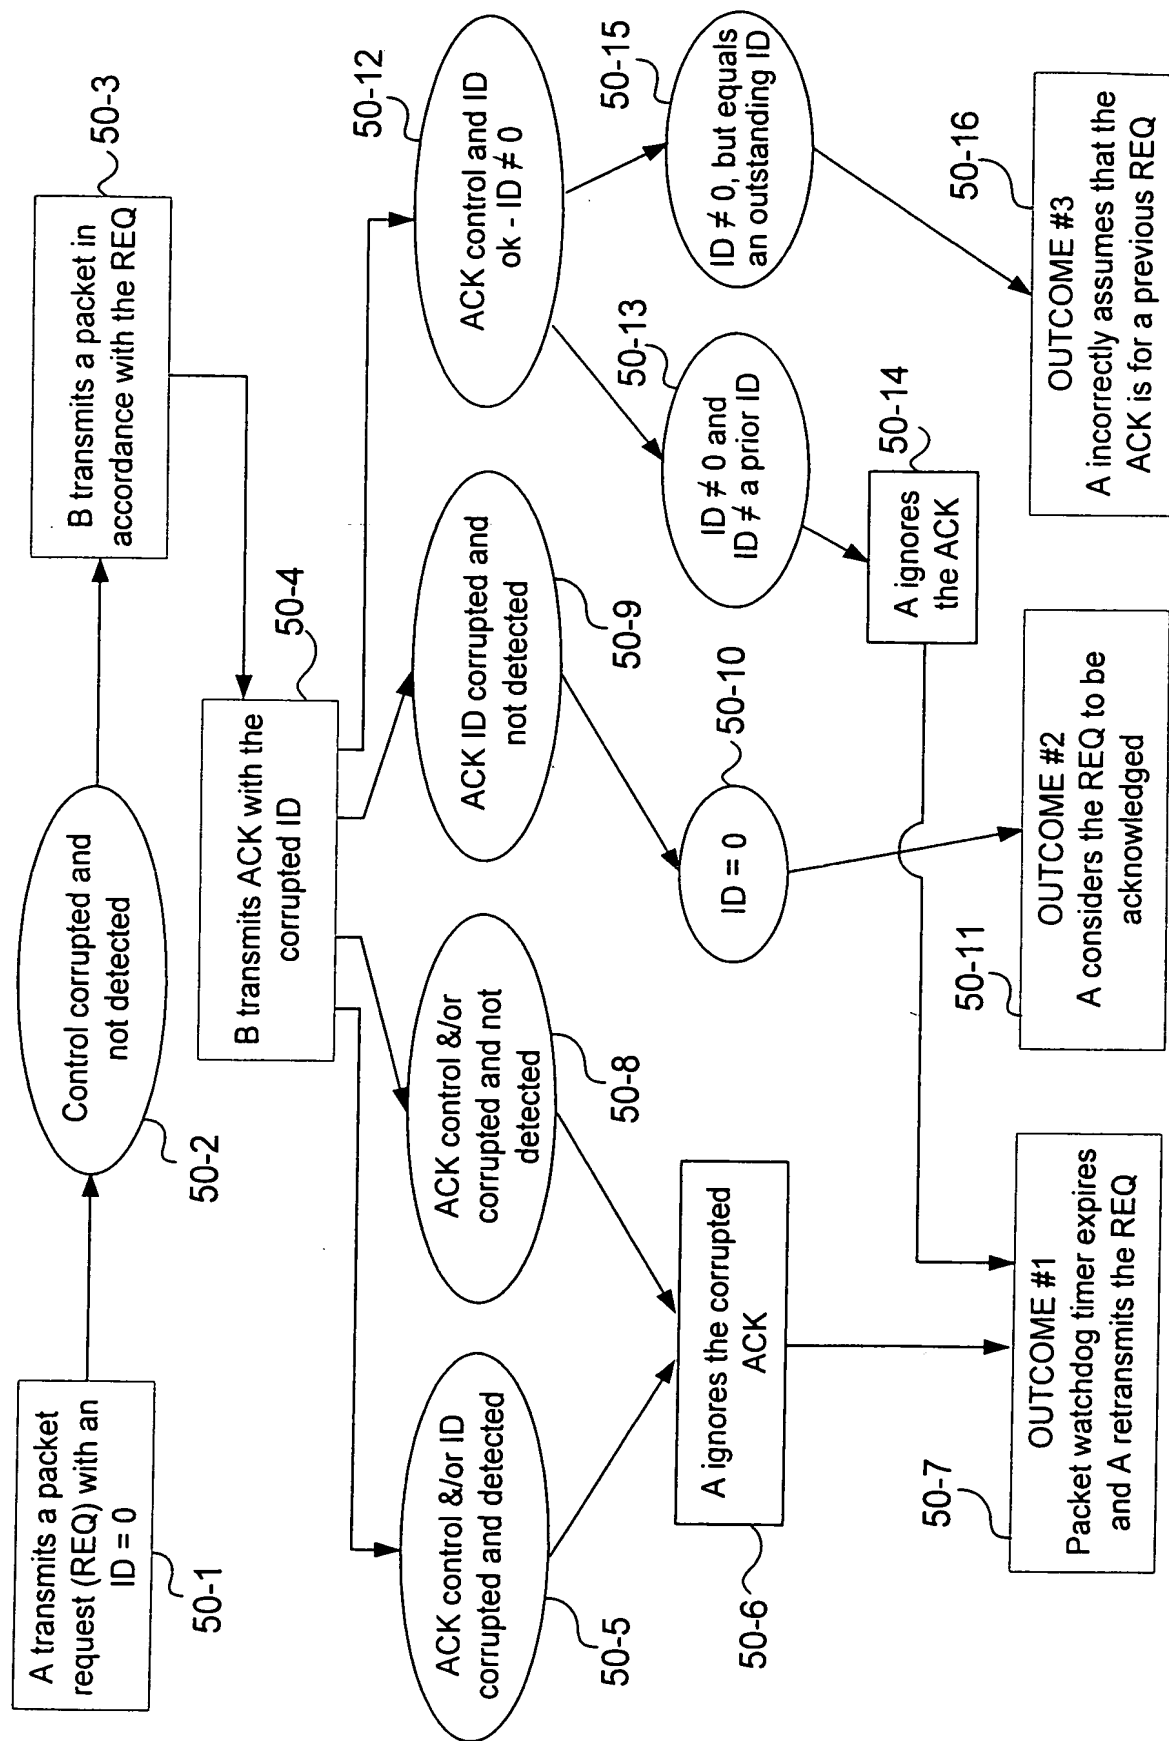 A transmits a packet
request (REQ) with an
ID = 0
50-1
Control corrupted and
not detected
50-2
B transmits a packet in
accordance with the REQ
50-3
B transmits ACK with the
corrupted ID
50-4
ACK control &/or ID
corrupted and detected
50-5
ACK control &/or
corrupted and not
detected
50-8
ACK ID corrupted and
not detected
50-9
ACK control and ID
ok - ID ≠ 0
50-12
A ignores the corrupted
ACK
50-6
ID = 0
50-10
ID ≠ 0 and
ID ≠ a prior ID
50-13
ID ≠ 0, but equals
an outstanding ID
50-15
A ignores
the ACK
50-14
OUTCOME #1
Packet watchdog timer expires
and A retransmits the REQ
50-7
OUTCOME #2
A considers the REQ to be
acknowledged
50-11
OUTCOME #3
A incorrectly assumes that the
ACK is for a previous REQ
50-16